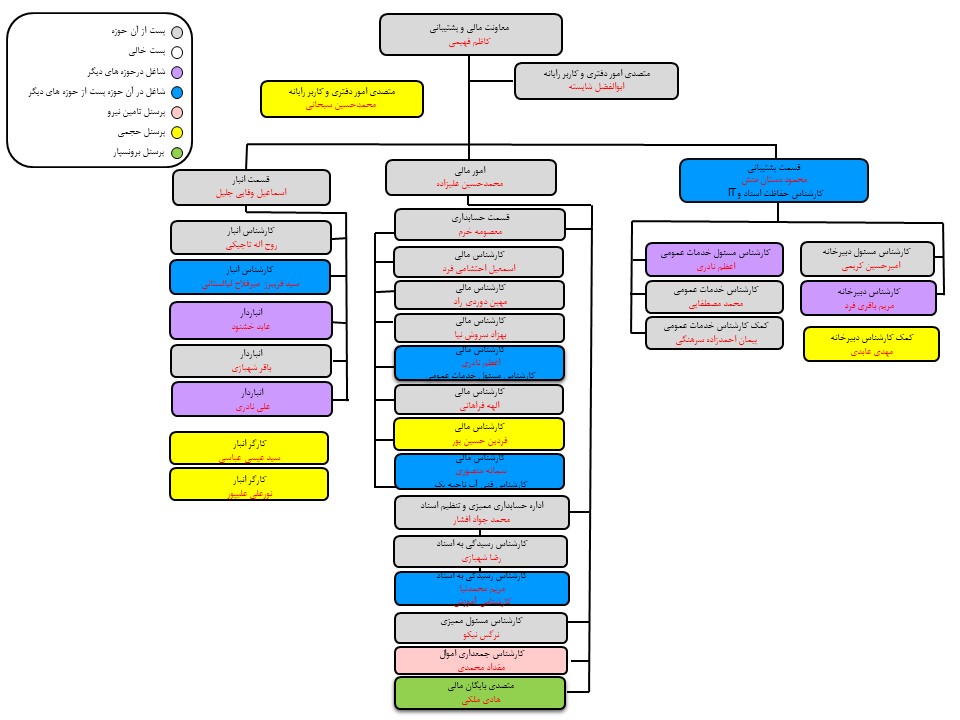 معاونت مالی و پشتیبانی
کاظم فهیمی
متصدی امور دفتری و کاربر رایانه
ابوالفضل شایسته
متصدی امور دفتری و کاربر رایانه
محمدحسین سبحانی
پست از آن حوزه
پست خالی
شاغل درحوزه های دیگر
شاغل در آن حوزه پست از حوزه های دیگر
پرسنل تامین نیرو
پرسنل حجمی
پرسنل برونسپار
قسمت پشتیبانی
محمود مستان منش
کارشناس حفاظت اسناد و IT
کارشناس مسئول دبیرخانه
امیرحسین کریمی
کارشناس دبیرخانه
مریم باقری فرد
کمک کارشناس دبیرخانه
مهدی عابدی
کارشناس مسئول خدمات عمومی
اعظم نادری
کارشناس خدمات عمومی
محمد مصطفایی
کمک کارشناس خدمات عمومی
پیمان احمدزاده سرهنگی
امور مالی
محمدحسین علیزاده
قسمت حسابداری
معصومه خرم
کارشناس مالی
اسمعیل احتشامی فرد
کارشناس مالی
مهین دوردی راد
کارشناس مالی
بهزاد سروش نیا
کارشناس مالی
اعظم نادری
کارشناس مسئول خدمات عمومی
کارشناس مالی
الهه فراهانی
کارشناس مالی
فردین حسین پور
کارشناس مالی
سمانه منصوری
کارشناس فنی آب ناحیه یک
اداره حسابداری ممیزی و تنظیم اسناد
محمد جواد افشار
کارشناس رسیدگی به اسناد
رضا شهبازی
کارشناس رسیدگی به اسناد
مریم محمدنیا
کارشناس آموزش
کارشناس مسئول ممیزی
نرگس نیکو
کارشناس جمعداری اموال
مقداد محمدی
متصدی بایگان مالی
هادی ملکی
قسمت انبار
اسماعیل وفایی جلیل
کارشناس انبار
روح اله تاجیکی
کارشناس انبار
سید فریبرز میرفلاح لیالستانی
انباردار
عابد خشنود
انباردار
باقر شهبازی
انباردار
علی نادری
کارگر انبار
سید عیسی عباسی
کارگر انبار
نورعلی علیپور